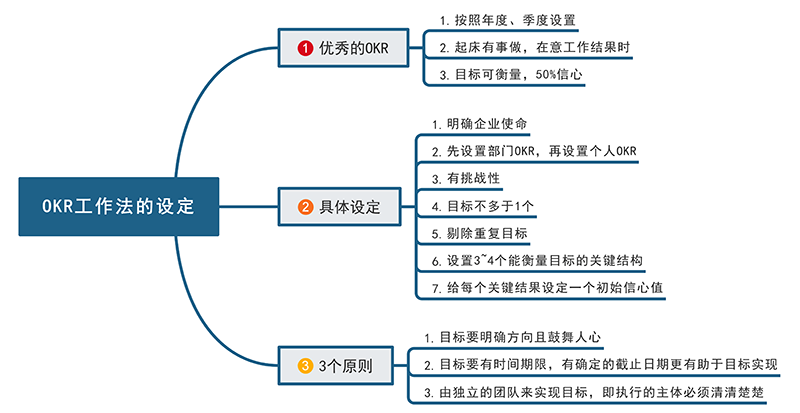 OKR工作法的设定
1 优秀的OKR
1. 按照年度、季度设置
2. 起床有事做，在意工作结果时
3. 目标可衡量，50%信心
2 具体设定
1. 明确企业使命
2. 先设置部门OKR，再设置个人OKR
3. 有挑战性
4. 目标不多于1个
5. 剔除重复目标
6. 设置3~4个能衡量目标的关键结构
7. 给每个关键结果设定一个初始信心值
3 3个原则
1. 目标要明确方向且鼓舞人心
2. 目标要有时间期限，有确定的截止日期更有助于目标实现
3. 由独立的团队来实现目标，即执行的主体必须清清楚楚